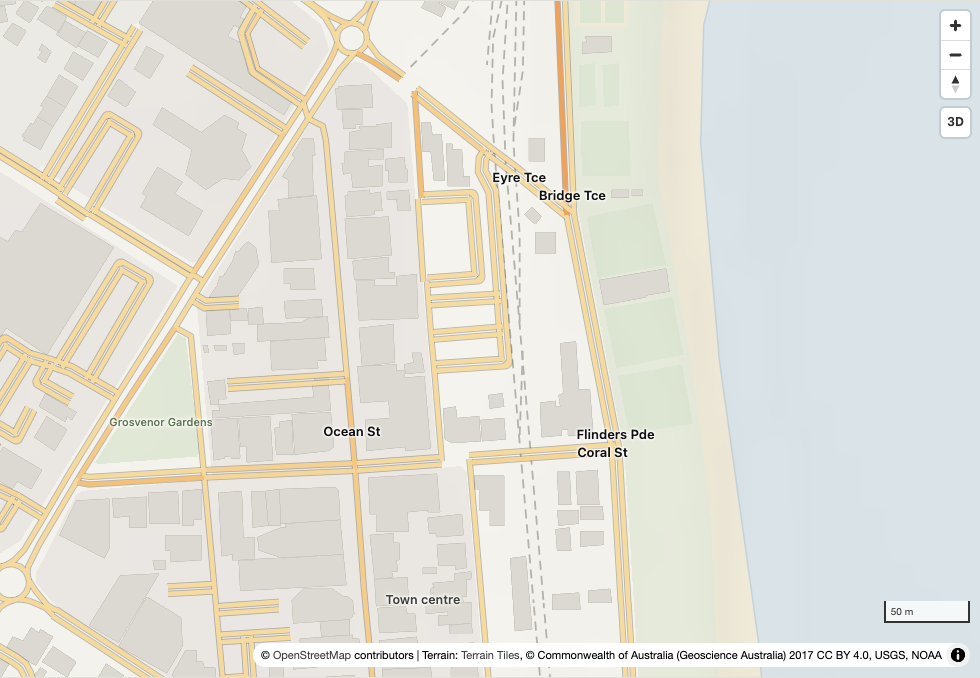 3D
Eyre Tce
Bridge Tce
Grosvenor Gardens
Ocean St
Flinders Pde
Coral St
Town centre
50 m
© OpenStreetMap contributors | Terrain: Terrain Tiles, © Commonwealth of Australia (Geoscience Australia) 2017 CC BY 4.0, USGS, NOAA